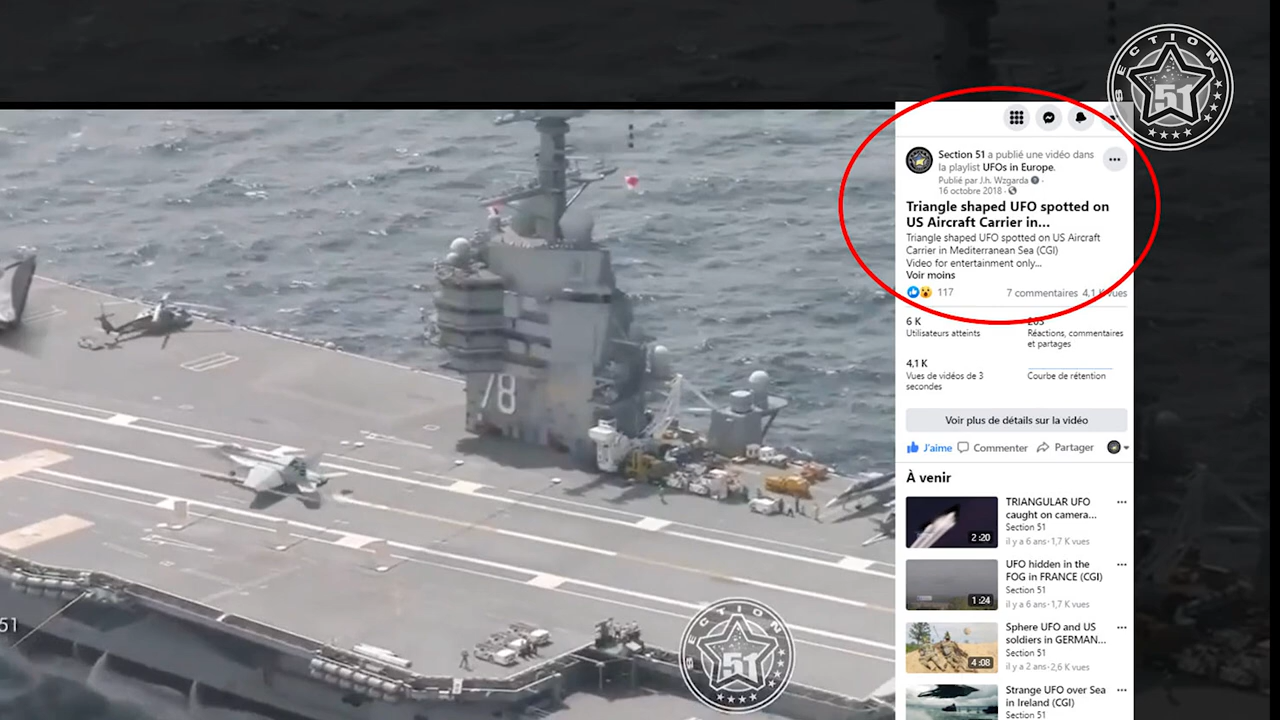 SECTION
51
Section 51 a publié une vidéo dans
la playlist UFOs in Europe.
Publié par J.h. Wzgarda
16 octobre 2018
Triangle shaped UFO spotted on
US Aircraft Carrier in...
Triangle shaped UFO spotted on US Aircraft
Carrier in Mediterranean Sea (CGI)
Video for entertainment only...
Voir moins
117
7 commentaires 4,1 K vues
6 K
Utilisateurs atteints
203
Réactions, commentaires
et partages
4,1 K
Vues de vidéos de 3
secondes
Courbe de rétention
Voir plus de détails sur la vidéo
J'aime
Commenter
Partager
À venir
TRIANGULAR UFO
caught on camera...
Section 51
il y a 6 ans · 1,7 K vues
2:20
UFO hidden in the
FOG in FRANCE (CGI)
Section 51
il y a 6 ans · 1,7 K vues
1:24
Sphere UFO and US
soldiers in GERMAN...
Section 51
il y a 2 ans · 2,6 K vues
4:08
Strange UFO over Sea
in Ireland (CGI)
Section 51
78
51
SECTION
51